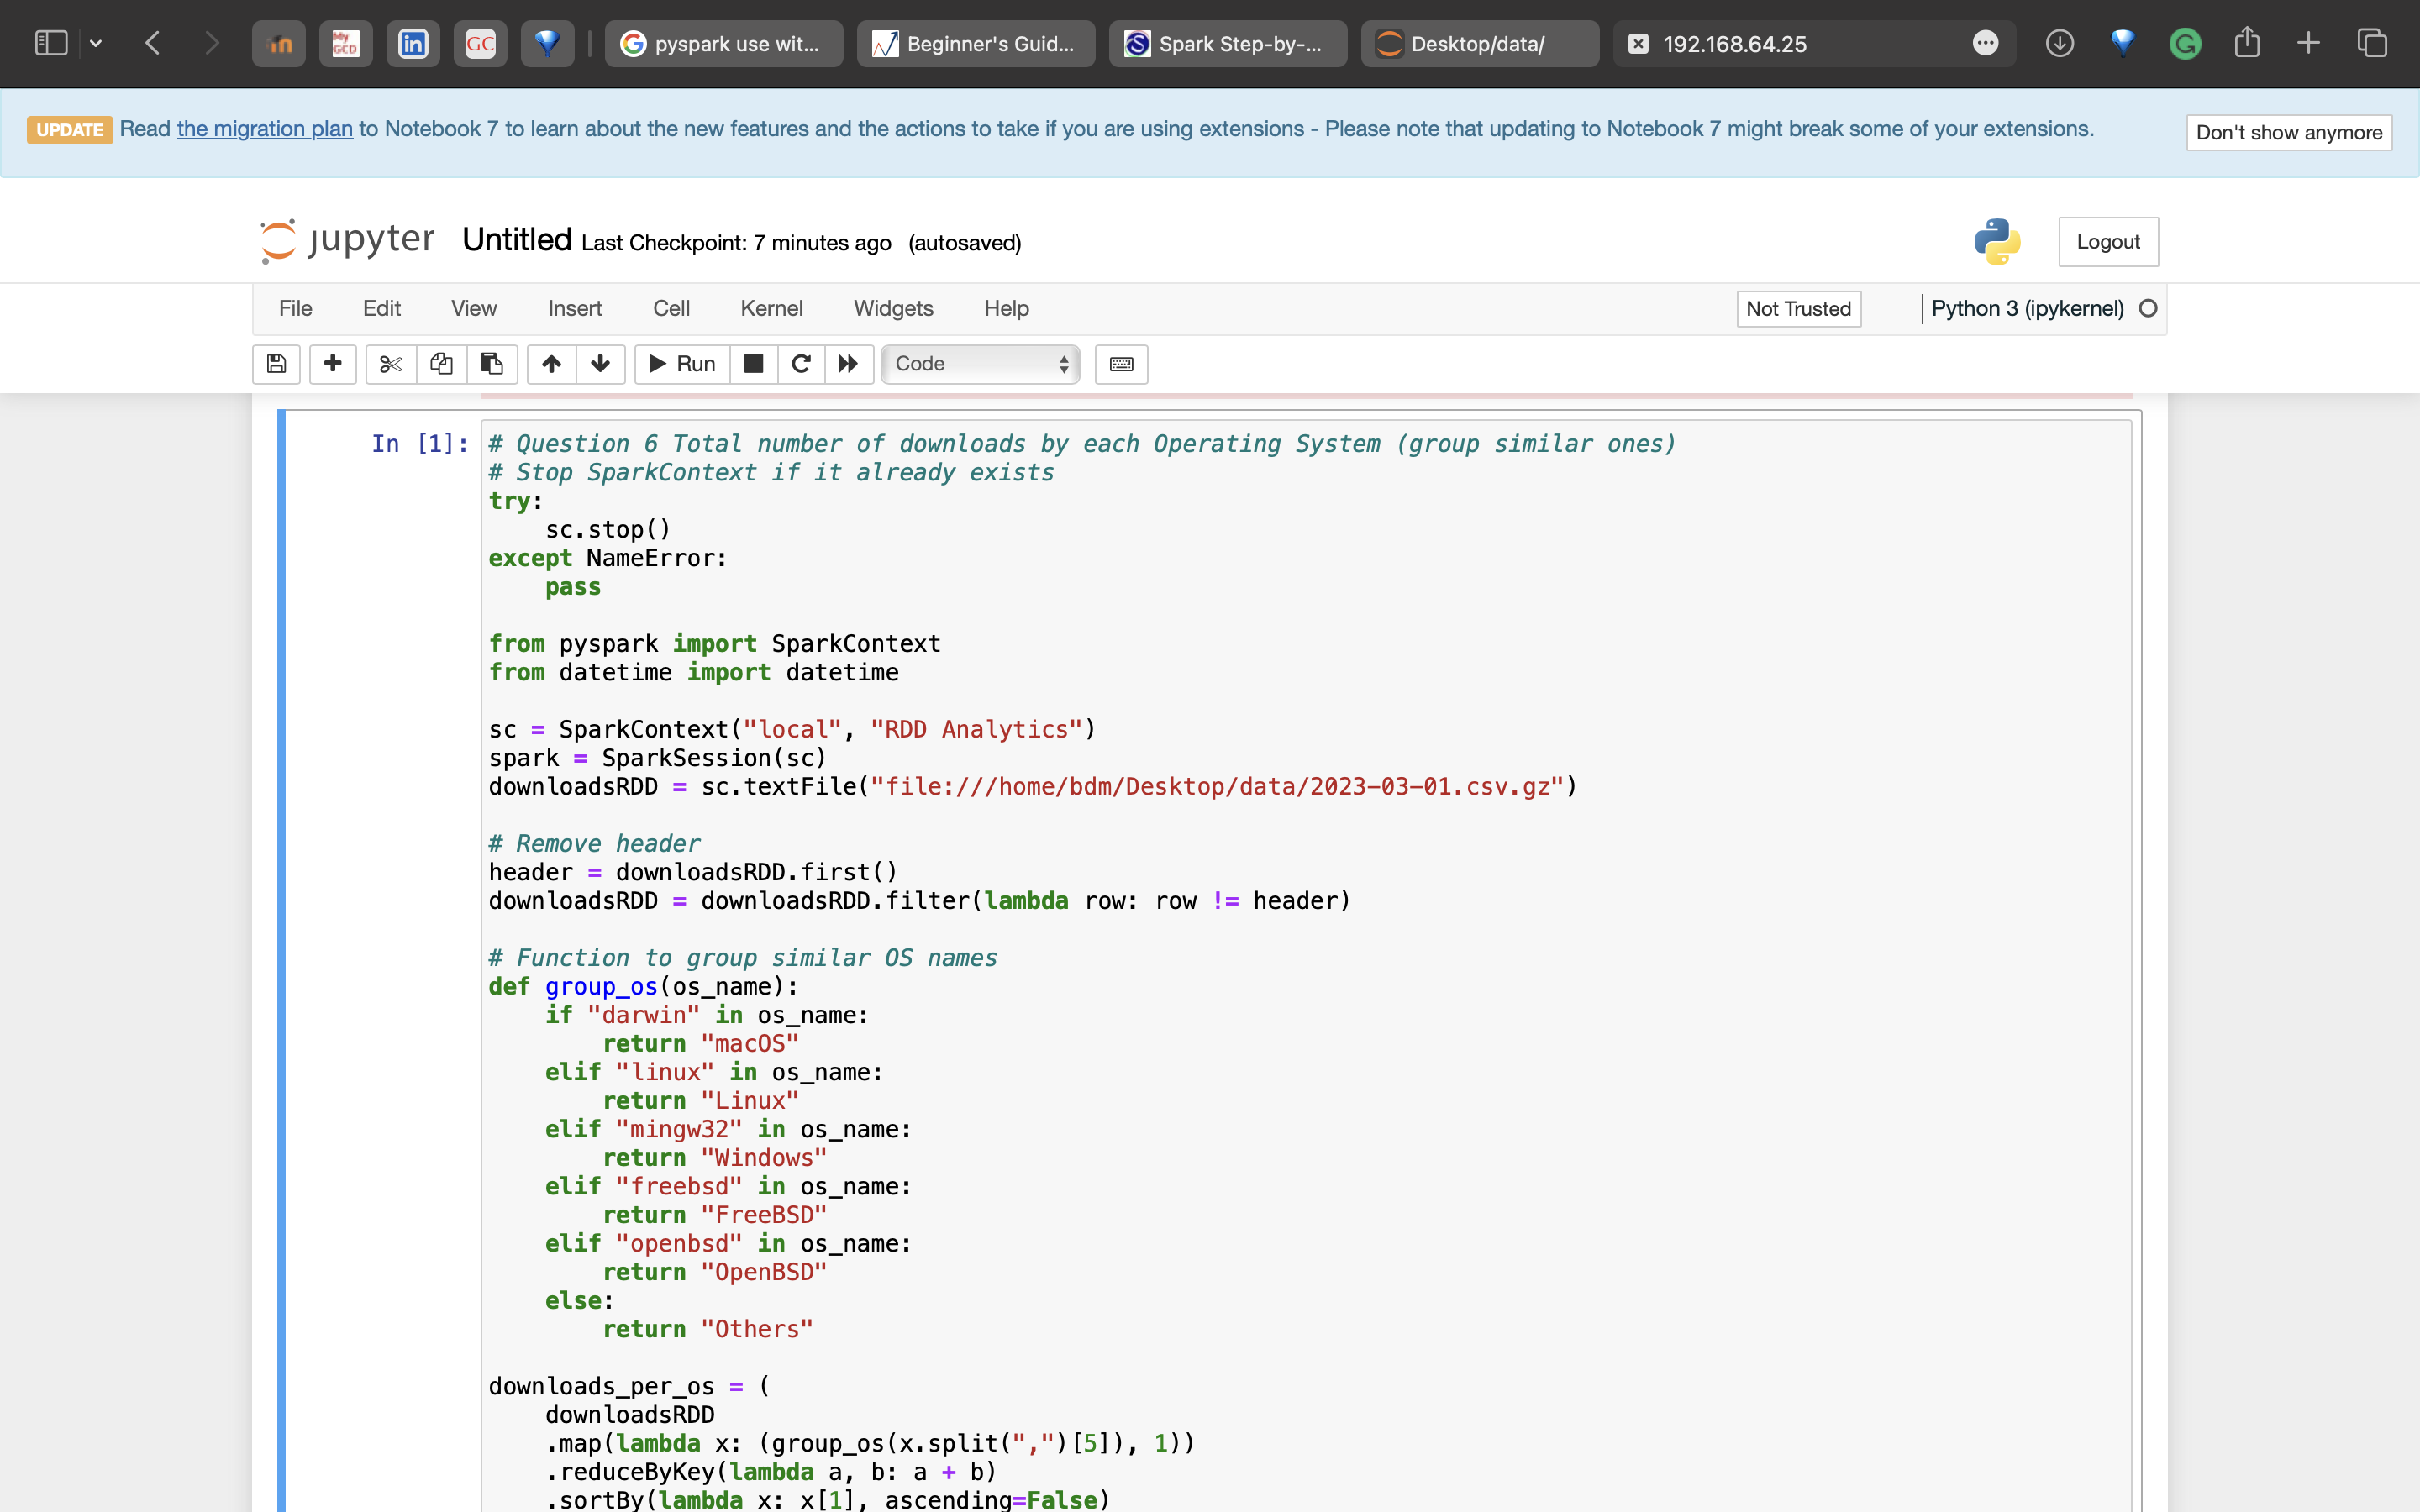 pyspark use wit...
Beginner's Guid...
Spark Step-by-...
Desktop/data/
192.168.64.25
My
GCD
in
GC
G
UPDATE Read the migration plan to Notebook 7 to learn about the new features and the actions to take if you are using extensions - Please note that updating to Notebook 7 might break some of your extensions.
Don't show anymore
jupyter Untitled Last Checkpoint: 7 minutes ago (autosaved)
Logout
File Edit View Insert Cell Kernel Widgets Help
Not Trusted
Python 3 (ipykernel)
Run
Code
In [1]: # Question 6 Total number of downloads by each Operating System (group similar ones)
# Stop SparkContext if it already exists
try:
    sc.stop()
except NameError:
    pass

from pyspark import SparkContext
from datetime import datetime

sc = SparkContext("local", "RDD Analytics")
spark = SparkSession(sc)
downloadsRDD = sc.textFile("file:///home/bdm/Desktop/data/2023-03-01.csv.gz")

# Remove header
header = downloadsRDD.first()
downloadsRDD = downloadsRDD.filter(lambda row: row != header)

# Function to group similar OS names
def group_os(os_name):
    if "darwin" in os_name:
        return "macOS"
    elif "linux" in os_name:
        return "Linux"
    elif "mingw32" in os_name:
        return "Windows"
    elif "freebsd" in os_name:
        return "FreeBSD"
    elif "openbsd" in os_name:
        return "OpenBSD"
    else:
        return "Others"

downloads_per_os = (
    downloadsRDD
    .map(lambda x: (group_os(x.split(",")[5]), 1))
    .reduceByKey(lambda a, b: a + b)
    .sortBy(lambda x: x[1], ascending=False)